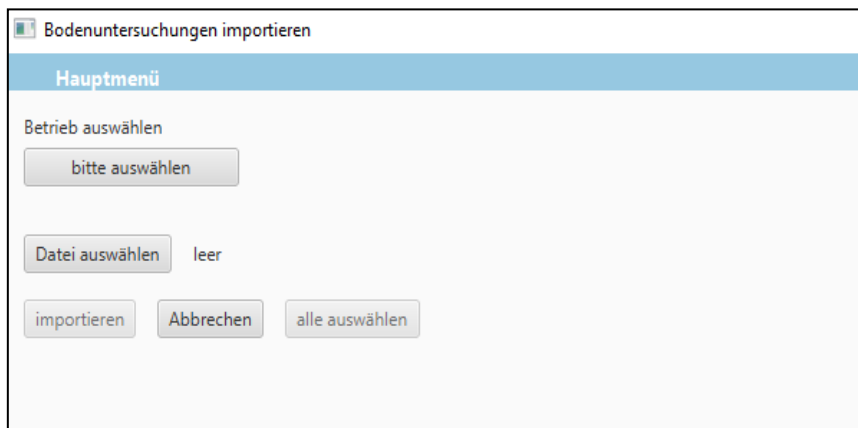 Bodenuntersuchungen importieren
Hauptmenü
Betrieb auswählen
bitte auswählen
Datei auswählen leer
importieren Abbrechen alle auswählen